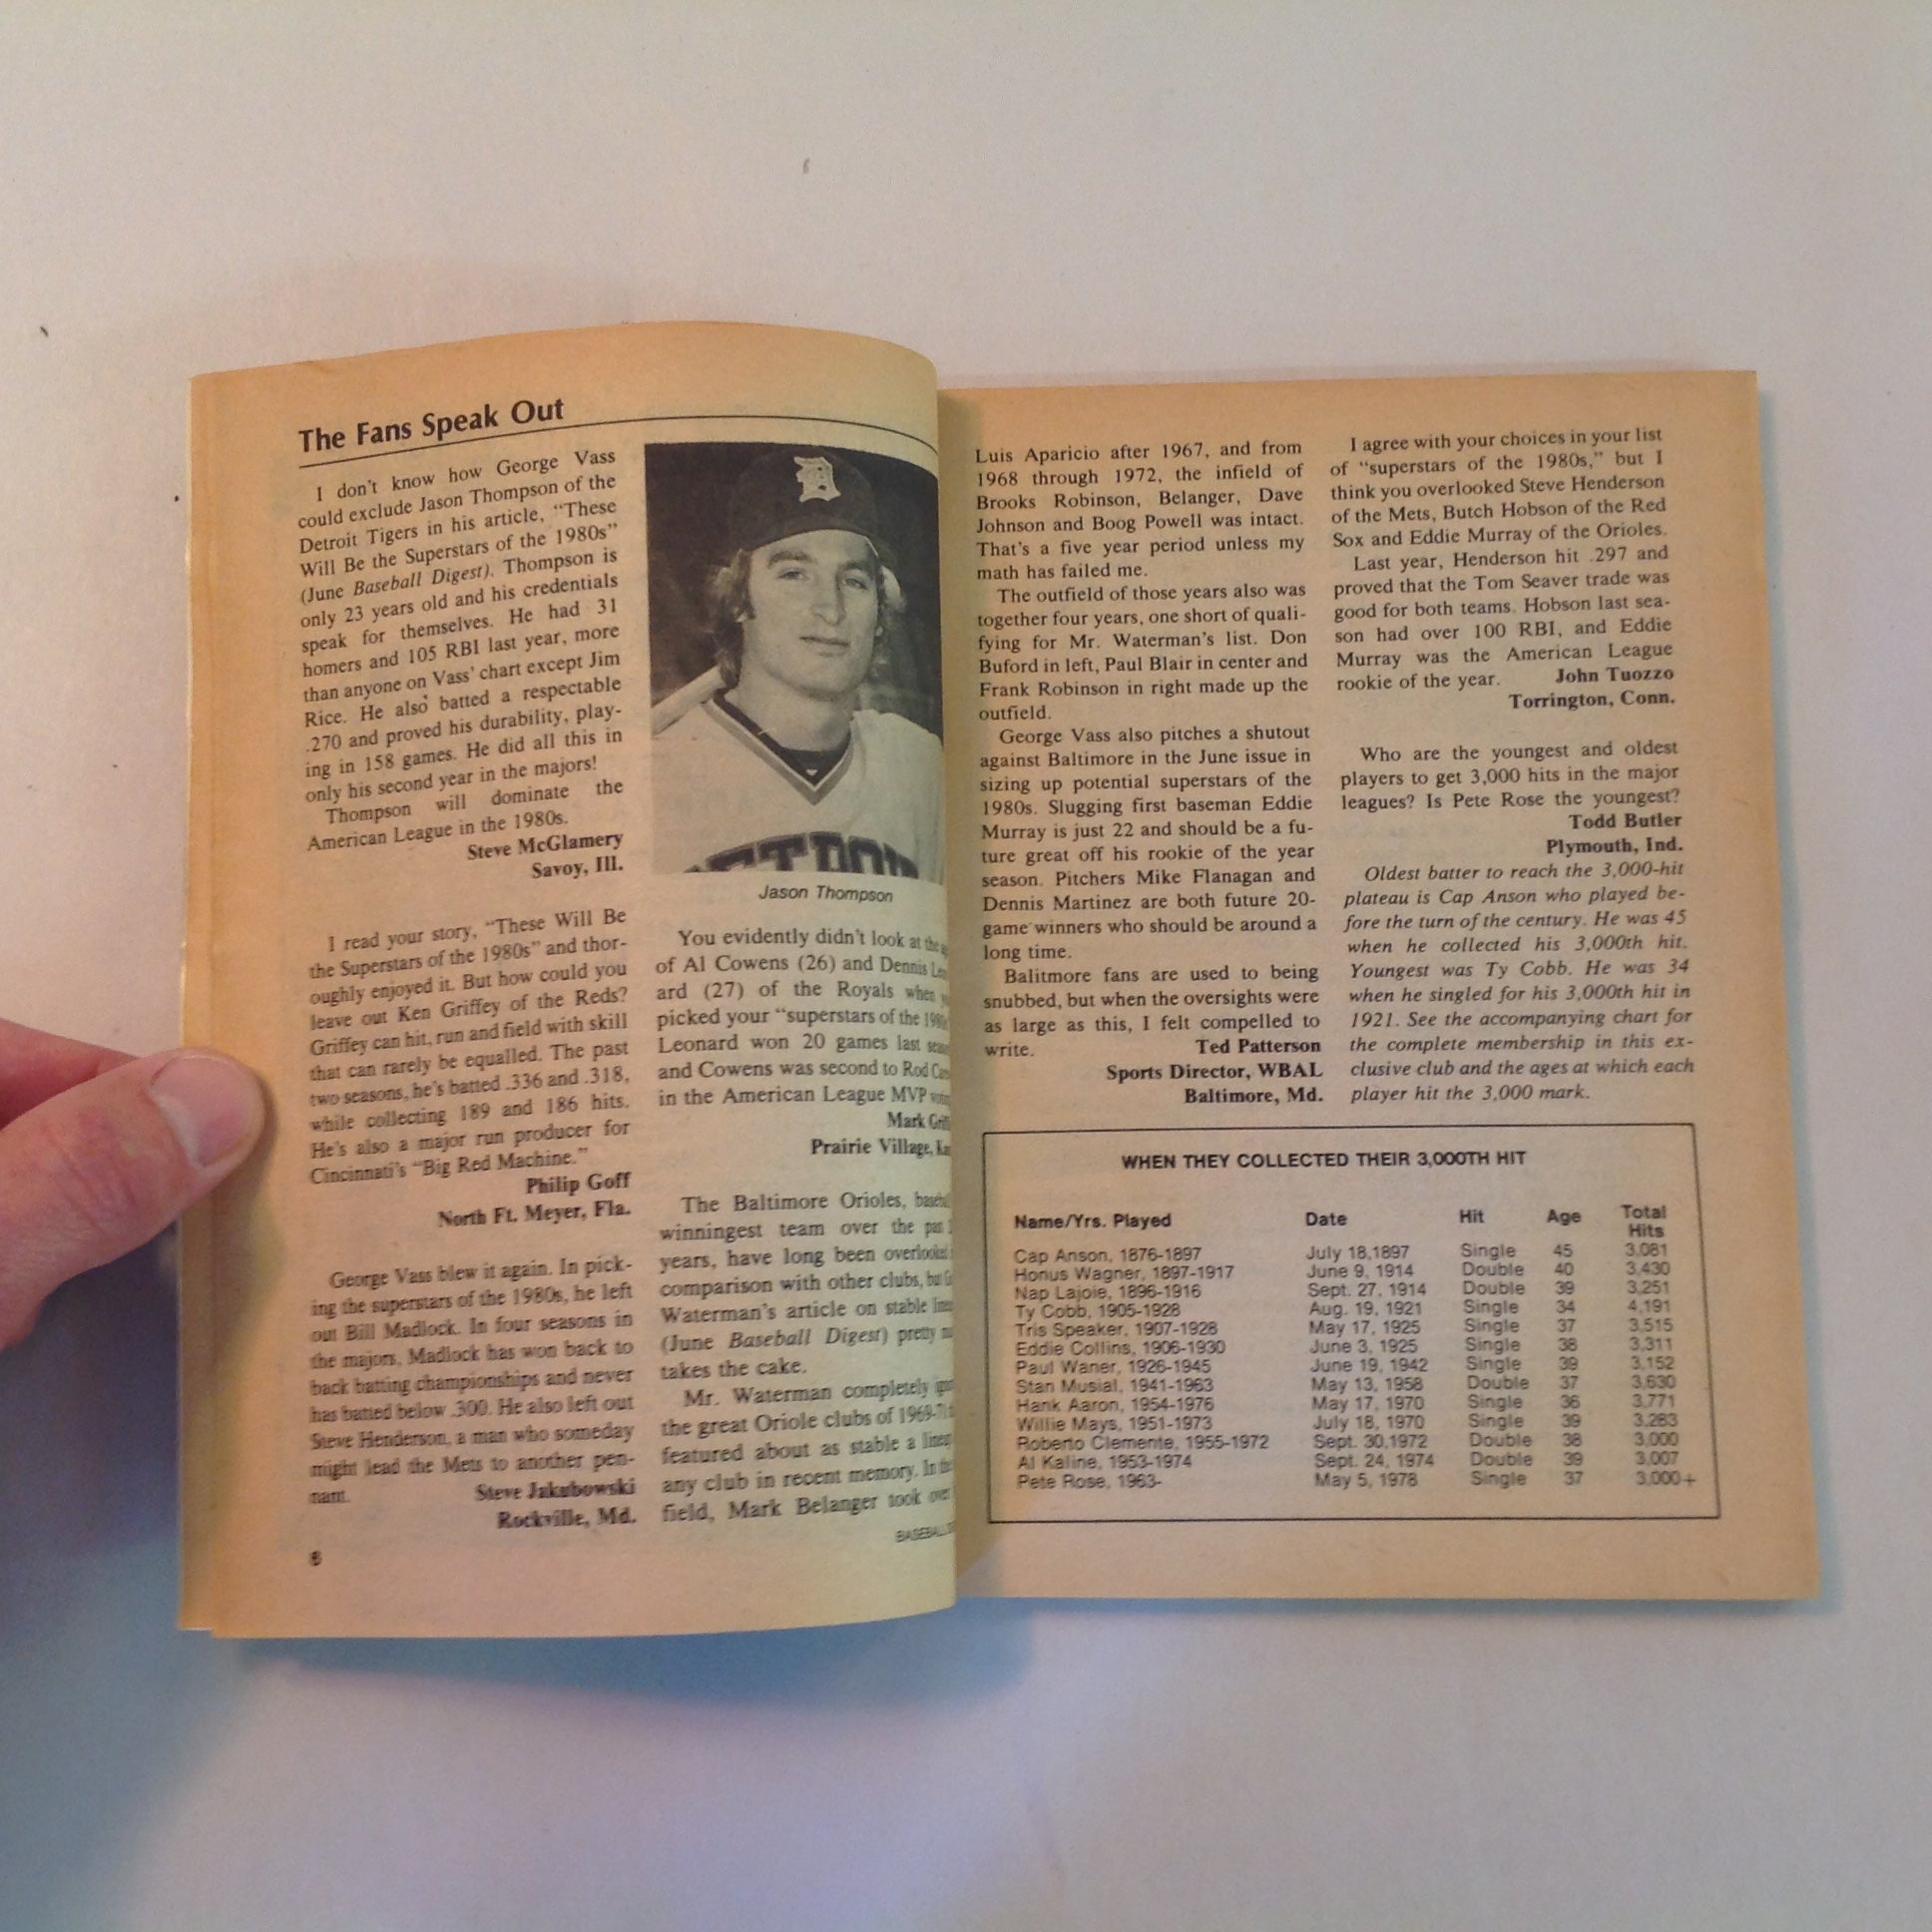 The Fans Speak Out
I don't know how George Vass
could exclude Jason Thompson of the
Detroit Tigers in his article, "These
Will Be the Superstars of the 1980s"
(June Baseball Digest). Thompson is
only 23 years old and his credentials
speak for themselves. He had 31
homers and 105 RBI last year, more
than anyone on Vass' chart except Jim
Rice. He also batted a respectable
.270 and proved his durability, play-
ing in 158 games. He did all this in
only his second year in the majors!
Thompson will dominate the
American League in the 1980s.
Steve McGlamery
Savoy, Ill.
I read your story, "These Will Be
the Superstars of the 1980s" and thor-
oughly enjoyed it. But how could you
leave out Ken Griffey of the Reds?
Griffey can hit, run and field with skill
that can rarely be equalled. The past
two seasons, he's batted .336 and .318,
while collecting 189 and 186 hits.
He's also a major run producer for
Cincinnati's "Big Red Machine."
Philip Goff
North Ft. Meyer, Fla.
George Vass blew it again. In pick-
ing the superstars of the 1980s, he left
out Bill Madlock. In four seasons in
the majors, Madlock has won back to
back batting championships and never
has batted below .300. He also left out
Steve Henderson, a man who someday
might lead the Mets to another pen-
nant.
Steve Jakubowski
Rockville, Md.
8
DETROIT
Jason Thompson
You evidently didn't look at the
of Al Cowens (26) and Dennis
ard (27) of the Royals when
picked your "superstars of the
Leonard won 20 games last
and Cowens was second to Rod
in the American League MVP
Mark
Prairie Village,
The Baltimore Orioles,
winningest team over the
years, have long been overlooked
comparison with other clubs, but
Waterman's article on stable
(June Baseball Digest) pretty
takes the cake.
Mr. Waterman completely
the great Oriole clubs of
featured about as stable a
any club in recent memory. In
field, Mark Belanger took over
BASEBALL
Luis Aparicio after 1967, and from
1968 through 1972, the infield of
Brooks Robinson, Belanger, Dave
Johnson and Boog Powell was intact.
That's a five year period unless my
math has failed me.
The outfield of those years also was
together four years, one short of quali-
fying for Mr. Waterman's list. Don
Buford in left, Paul Blair in center and
Frank Robinson in right made up the
outfield.
George Vass also pitches a shutout
against Baltimore in the June issue in
sizing up potential superstars of the
1980s. Slugging first baseman Eddie
Murray is just 22 and should be a fu-
ture great off his rookie of the year
season. Pitchers Mike Flanagan and
Dennis Martinez are both future 20-
game winners who should be around a
long time.
Balitmore fans are used to being
snubbed, but when the oversights were
as large as this, I felt compelled to
write. Ted Patterson
Sports Director, WBAL
Baltimore, Md.
I agree with your choices in your list
of "superstars of the 1980s," but I
think you overlooked Steve Henderson
of the Mets, Butch Hobson of the Red
Sox and Eddie Murray of the Orioles.
Last year, Henderson hit .297 and
proved that the Tom Seaver trade was
good for both teams. Hobson last sea-
son had over 100 RBI, and Eddie
Murray was the American League
rookie of the year. John Tuozzo
Torrington, Conn.
Who are the youngest and oldest
players to get 3,000 hits in the major
leagues? Is Pete Rose the youngest?
Todd Butler
Plymouth, Ind.
Oldest batter to reach the 3,000-hit
plateau is Cap Anson who played be-
fore the turn of the century. He was 45
when he collected his 3,000th hit.
Youngest was Ty Cobb. He was 34
when he singled for his 3,000th hit in
1921. See the accompanying chart for
the complete membership in this ex-
clusive club and the ages at which each
player hit the 3,000 mark.
WHEN THEY COLLECTED THEIR 3,000TH HIT
Name/Yrs. Played Date Hit Age Total Hits
Cap Anson, 1876-1897 July 18,1897 Single 45 3,081
Honus Wagner, 1897-1917 June 9, 1914 Double 40 3,430
Nap Lajoie, 1896-1916 Sept. 27, 1914 Double 39 3,251
Ty Cobb, 1905-1928 Aug. 19, 1921 Single 34 4,191
Tris Speaker, 1907-1928 May 17, 1925 Single 37 3,515
Eddie Collins, 1906-1930 June 3, 1925 Single 38 3,311
Paul Waner, 1926-1945 June 19, 1942 Single 39 3,152
Stan Musial, 1941-1963 May 13, 1958 Double 37 3,630
Hank Aaron, 1954-1976 May 17, 1970 Single 36 3,771
Willie Mays, 1951-1973 July 18, 1970 Single 39 3,283
Roberto Clemente, 1955-1972 Sept. 30,1972 Double 38 3,000
Al Kaline, 1953-1974 Sept. 24, 1974 Double 39 3,007
Pete Rose, 1963- May 5, 1978 Single 37 3,000+